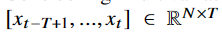 [x_{t−T+1}, ..., x_t] ∈ ℝ^{N×T}